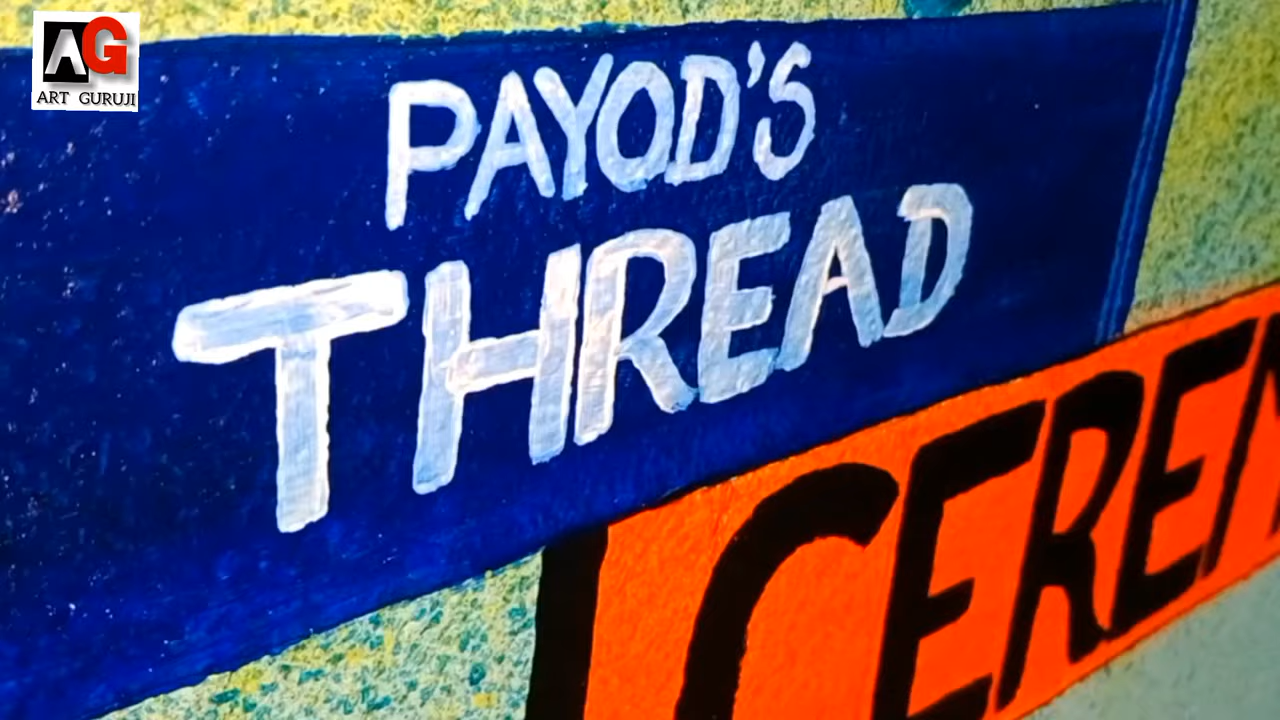 AG
ART GURUJI
PAYOD'S
THREAD
CEREM